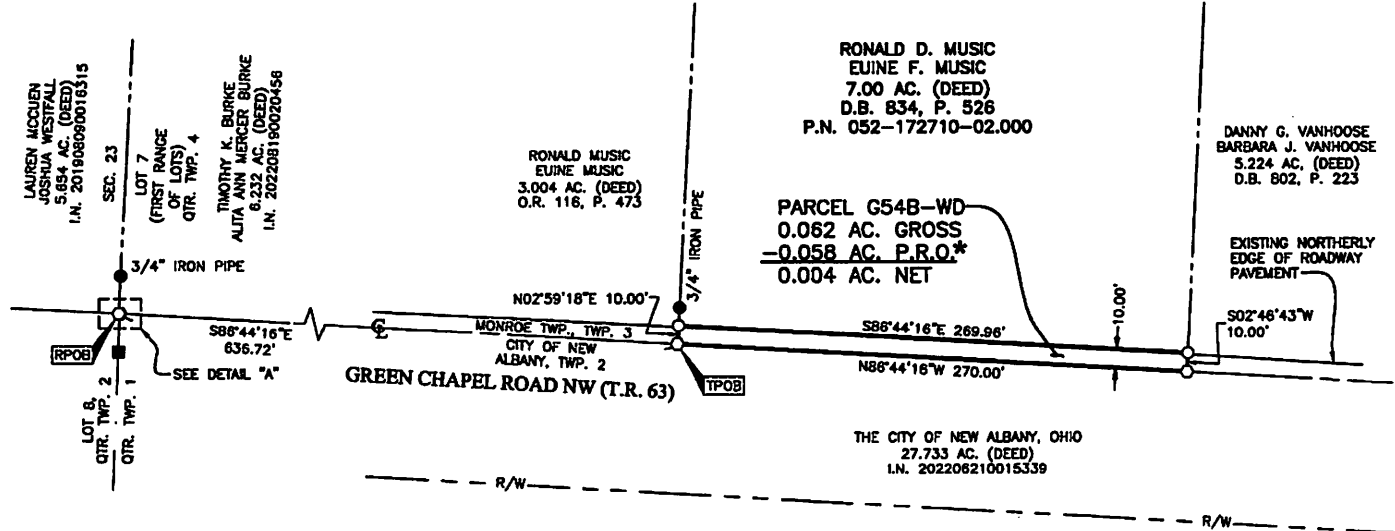 LAUREN MCCUEN
JOSHUA WESTFALL
5.654 AC. (DEED)
I.N. 201908090016315
SEC. 23
LOT 7
(FIRST RANGE
OF LOTS)
QTR. TWP. 4
TIMOTHY K. BURKE
ALITA ANN MERCER BURKE
6.232 AC. (DEED)
I.N. 202208190020456
3/4" IRON PIPE
RONALD MUSIC
EUINE MUSIC
3.004 AC. (DEED)
O.R. 116, P. 473
3/4" IRON PIPE
RONALD D. MUSIC
EUINE F. MUSIC
7.00 AC. (DEED)
D.B. 834, P. 526
P.N. 052-172710-02.000
DANNY G. VANHOOSE
BARBARA J. VANHOOSE
5.224 AC. (DEED)
D.B. 802, P. 223
PARCEL G54B-WD
0.062 AC. GROSS
-0.058 AC. P.R.O.*
0.004 AC. NET
EXISTING NORTHERLY
EDGE OF ROADWAY
PAVEMENT
N02°59'18"E 10.00'
S86°44'16"E
636.72'
RPOB
SEE DETAIL "A"
LOT 8,
QTR. TWP. 2
QTR. TWP. 1
℄
MONROE TWP., TWP. 3
CITY OF NEW
ALBANY, TWP. 2
GREEN CHAPEL ROAD NW (T.R. 63)
TPOB
S86°44'16"E 269.96'
10.00'
S02°46'43"W
10.00'
N86°44'16"W 270.00'
THE CITY OF NEW ALBANY, OHIO
27.733 AC. (DEED)
I.N. 202206210015339
R/W
R/W